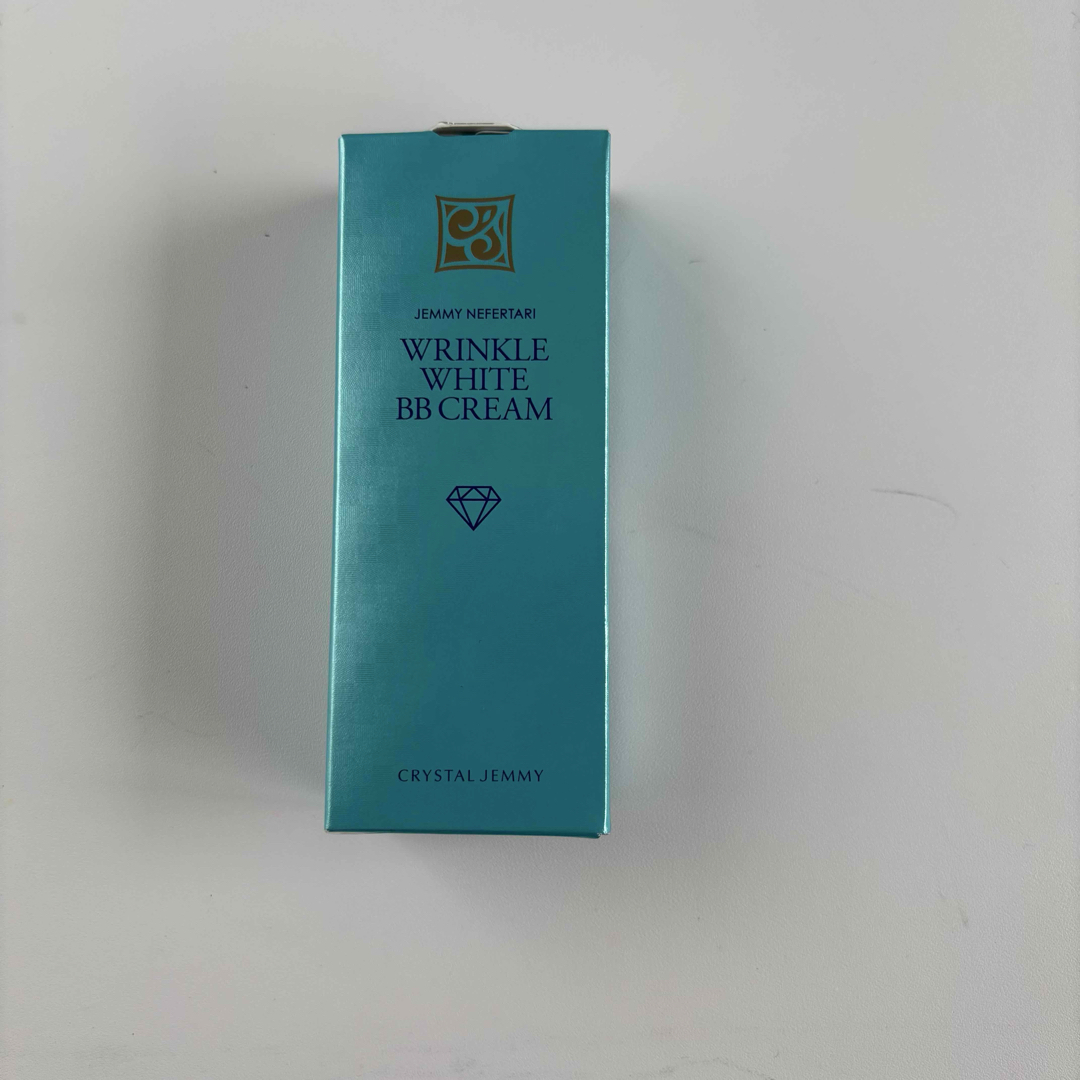 JEMMY NEFERTARI
WRINKLE
WHITE
BB CREAM
CRYSTAL JEMMY